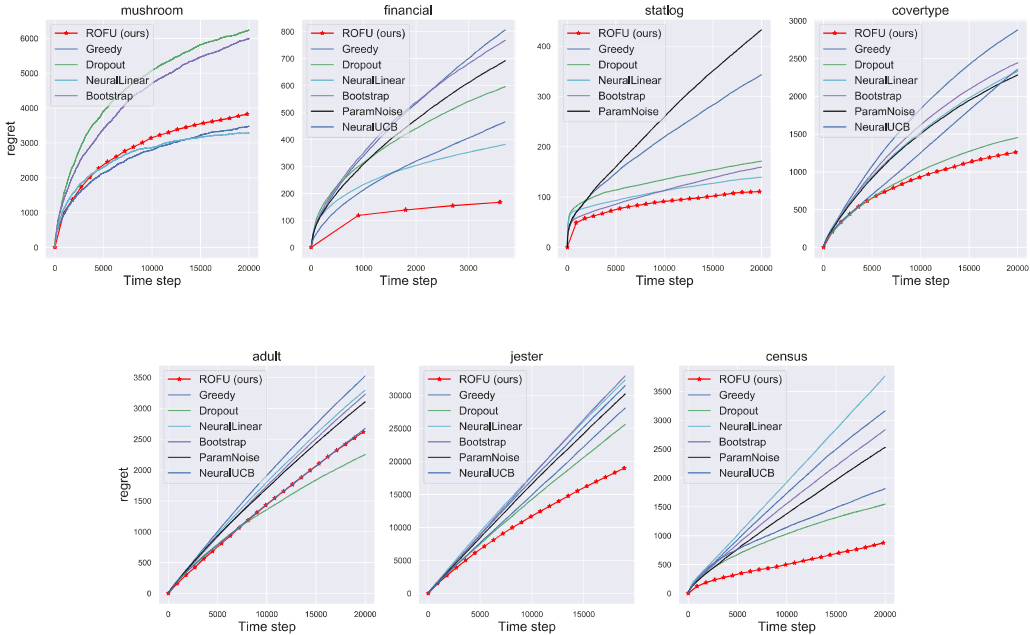 mushroom
ROFU (ours)
Greedy
Dropout
NeuralLinear
Bootstrap
regret
6000
5000
4000
3000
2000
1000
0
0 5000 10000 15000 20000
Time step
financial
ROFU (ours)
Greedy
Dropout
NeuralLinear
Bootstrap
ParamNoise
NeuralUCB
800
700
600
500
400
300
200
100
0
0 1000 2000 3000
Time step
statlog
ROFU (ours)
Greedy
Dropout
NeuralLinear
Bootstrap
ParamNoise
400
300
200
100
0
0 5000 10000 15000 20000
Time step
covertype
ROFU (ours)
Greedy
Dropout
NeuralLinear
Bootstrap
ParamNoise
NeuralUCB
3000
2500
2000
1500
1000
500
0
0 5000 10000 15000 20000
Time step
adult
ROFU (ours)
Greedy
Dropout
NeuralLinear
Bootstrap
ParamNoise
NeuralUCB
regret
3500
3000
2500
2000
1500
1000
500
0
0 5000 10000 15000 20000
Time step
jester
ROFU (ours)
Greedy
Dropout
NeuralLinear
Bootstrap
ParamNoise
NeuralUCB
35000
30000
25000
20000
15000
10000
5000
0
0 5000 10000 15000
Time step
census
ROFU (ours)
Greedy
Dropout
NeuralLinear
Bootstrap
ParamNoise
NeuralUCB
3500
3000
2500
2000
1500
1000
500
0
0 5000 10000 15000 20000
Time step